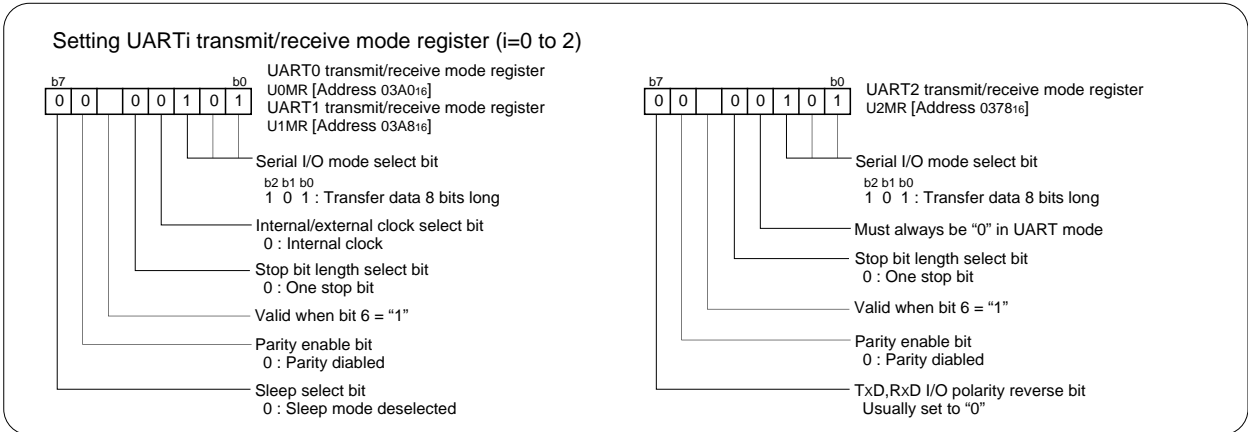 Setting UARTi transmit/receive mode register (i=0 to 2)
b7 b0
0 0 0 0 1 0 1
UART0 transmit/receive mode register
U0MR [Address 03A016]
UART1 transmit/receive mode register
U1MR [Address 03A816]
Serial I/O mode select bit
b2 b1 b0
1 0 1 : Transfer data 8 bits long
Internal/external clock select bit
0 : Internal clock
Stop bit length select bit
0 : One stop bit
Valid when bit 6 = “1”
Parity enable bit
0 : Parity diabled
Sleep select bit
0 : Sleep mode deselected
b7 b0
0 0 0 0 1 0 1
UART2 transmit/receive mode register
U2MR [Address 037816]
Serial I/O mode select bit
b2 b1 b0
1 0 1 : Transfer data 8 bits long
Must always be “0” in UART mode
Stop bit length select bit
0 : One stop bit
Valid when bit 6 = “1”
Parity enable bit
0 : Parity diabled
TxD,RxD I/O polarity reverse bit
Usually set to “0”